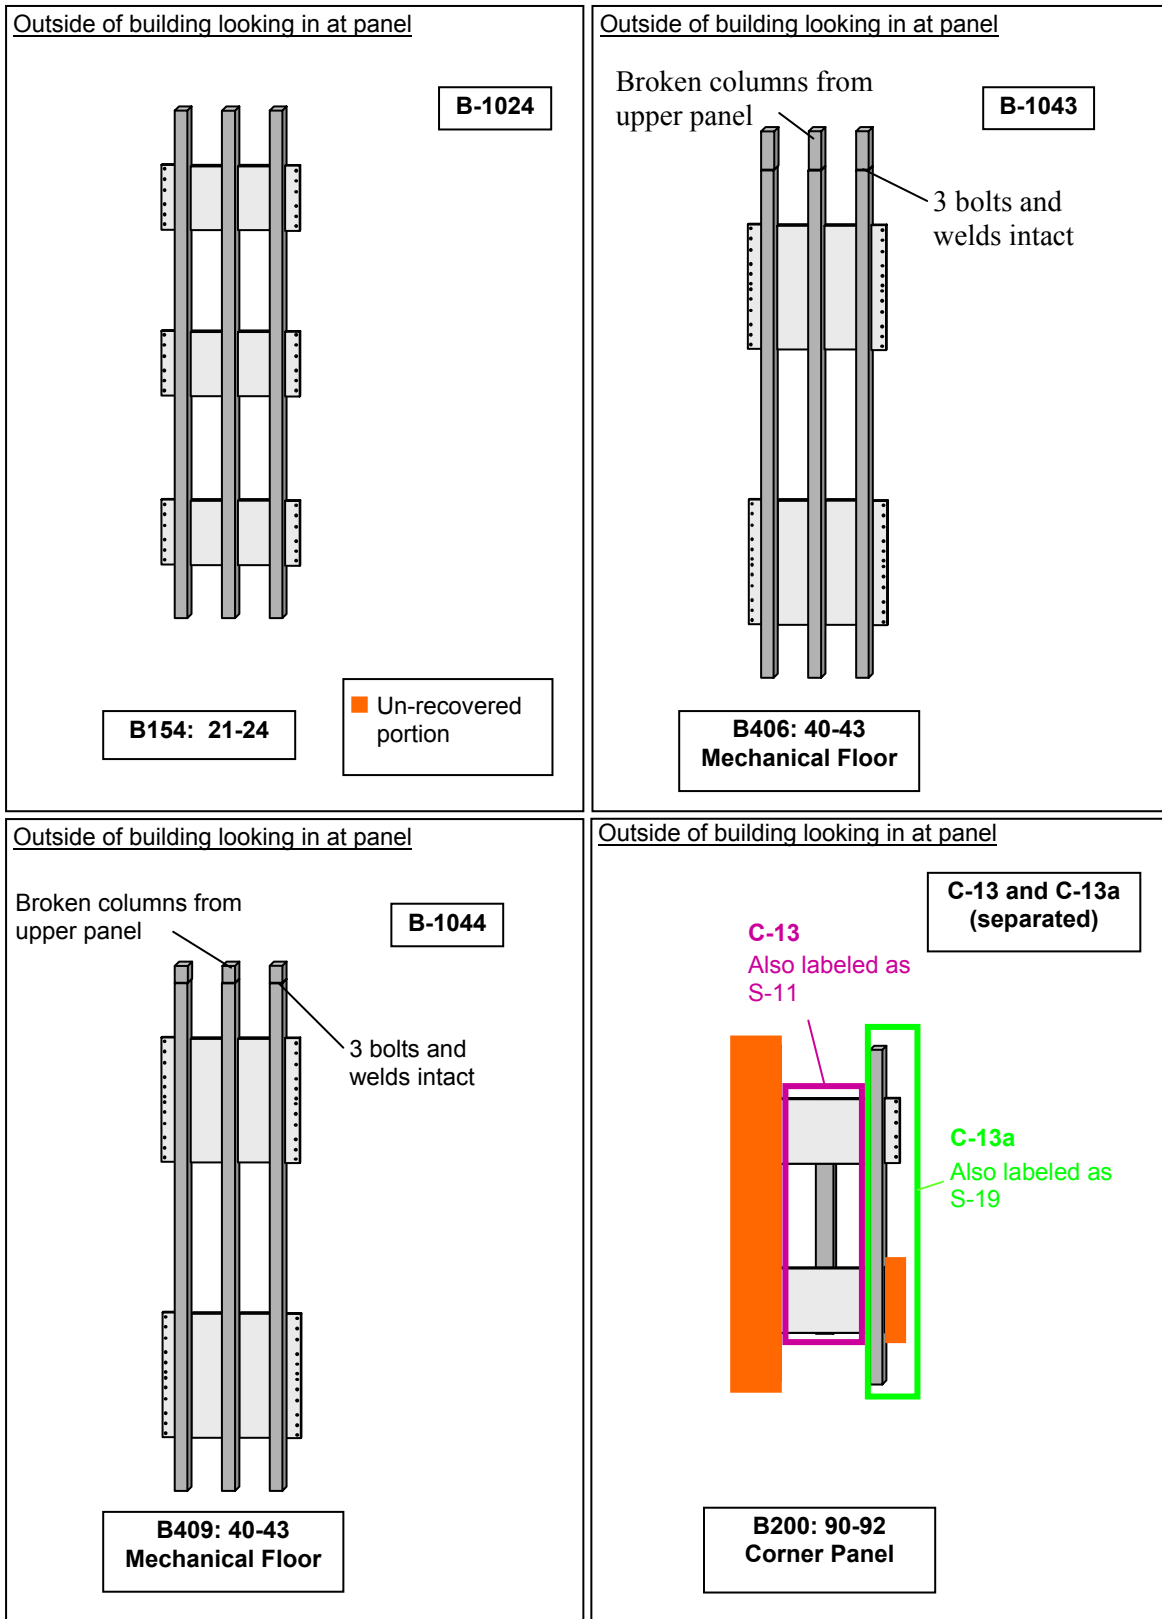 Outside of building looking in at panel
B-1024
B154:  21-24
Un-recovered
portion
Outside of building looking in at panel
Broken columns from
upper panel
B-1043
3 bolts and
welds intact
B406: 40-43
Mechanical Floor
Outside of building looking in at panel
Broken columns from
upper panel
B-1044
3 bolts and
welds intact
B409: 40-43
Mechanical Floor
Outside of building looking in at panel
C-13 and C-13a
(separated)
C-13
Also labeled as
S-11
C-13a
Also labeled as
S-19
B200: 90-92
Corner Panel